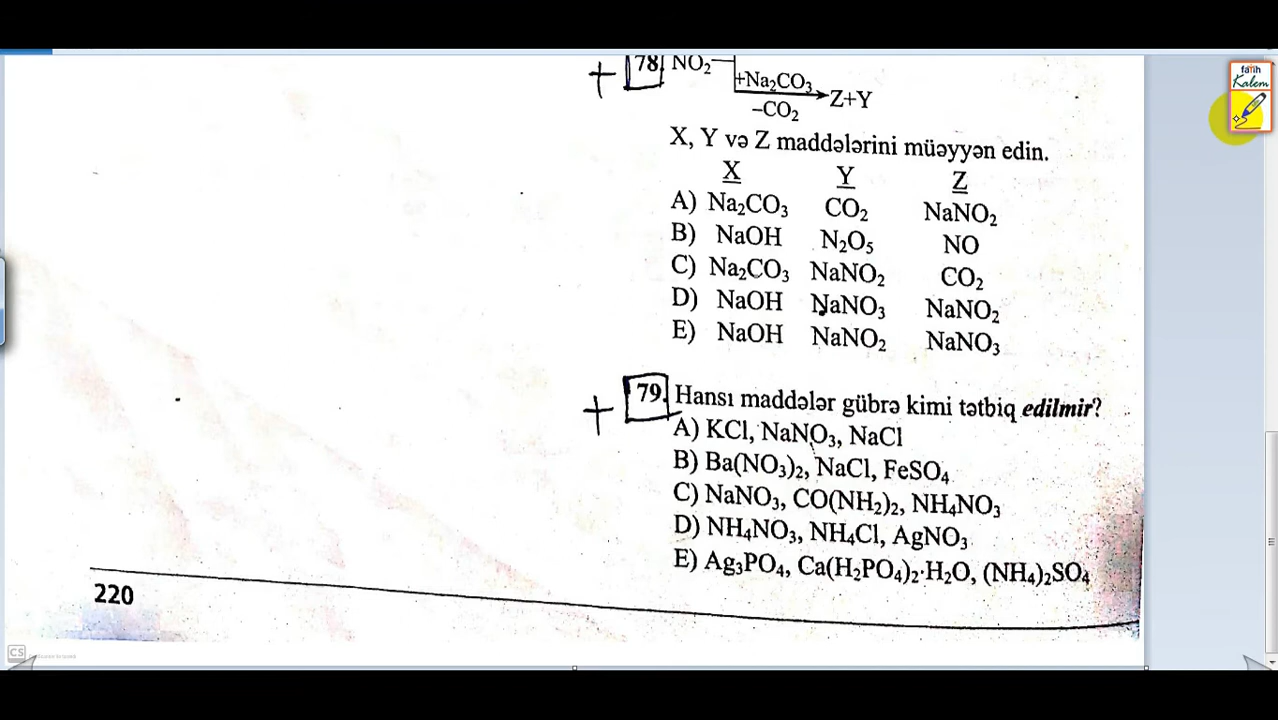 + 78. NO₂
+Na₂CO₃
−CO₂
Z+Y
X, Y və Z maddələrini müəyyən edin.
X Y Z
A) Na₂CO₃ CO₂ NaNO₂
B) NaOH N₂O₅ NO
C) Na₂CO₃ NaNO₂ CO₂
D) NaOH NaNO₃ NaNO₂
E) NaOH NaNO₂ NaNO₃
+ 79. Hansı maddələr gübrə kimi tətbiq edilmir?
A) KCl, NaNO₃, NaCl
B) Ba(NO₃)₂, NaCl, FeSO₄
C) NaNO₃, CO(NH₂)₂, NH₄NO₃
D) NH₄NO₃, NH₄Cl, AgNO₃
E) Ag₃PO₄, Ca(H₂PO₄)₂·H₂O, (NH₄)₂SO₄
220
CS
fatih
Kalem